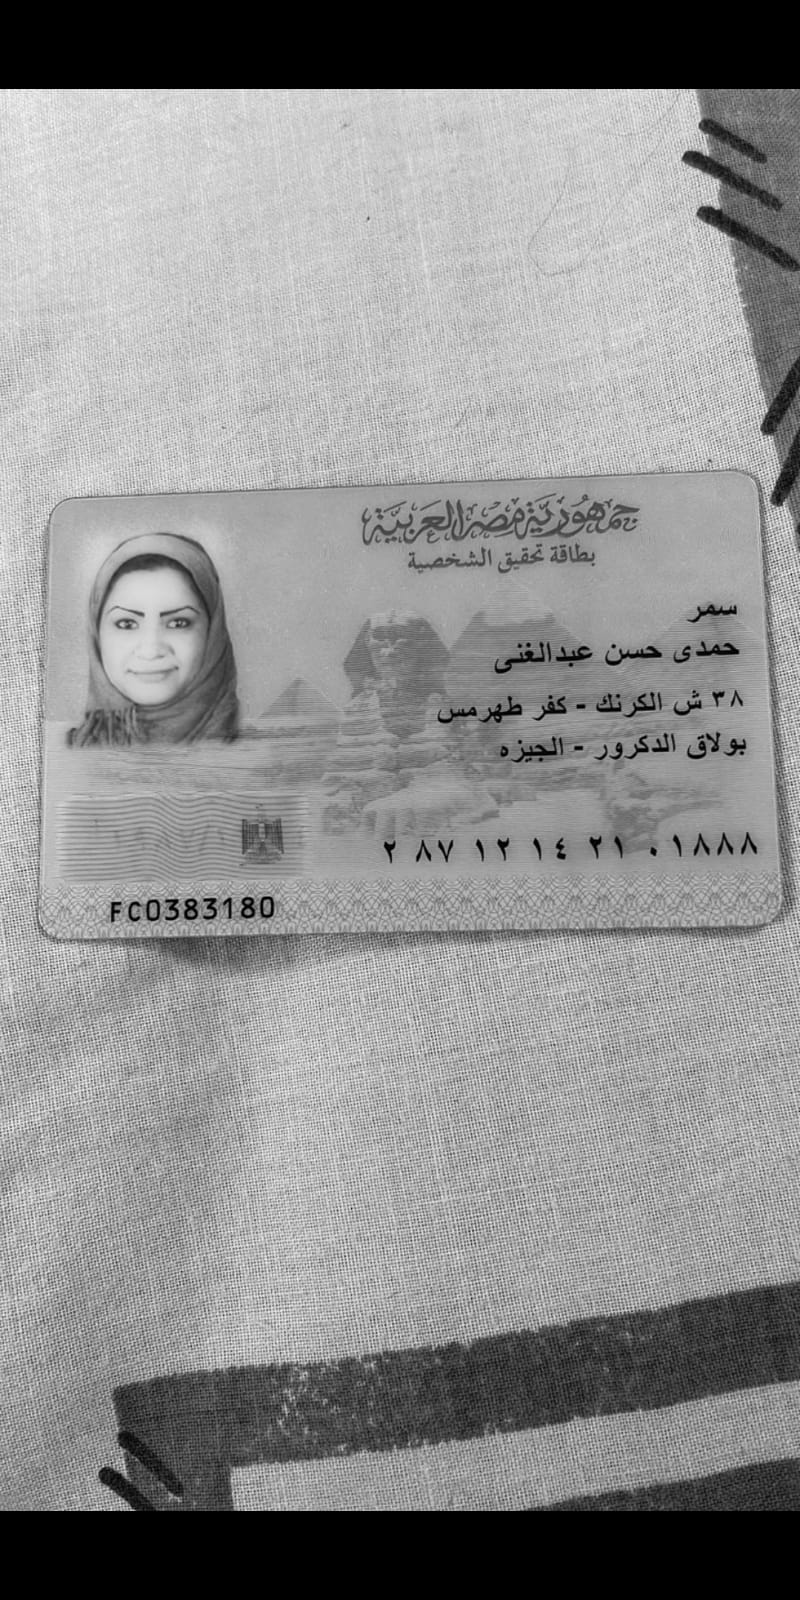 جمهورية مصر العربية
بطاقة تحقيق الشخصية
سمر
حمدى حسن عبدالغنى
٣٨ ش الكرنك - كفر طهرمس
بولاق الدكرور - الجيزه
٢ ٨٧ ١٢ ١٤ ٢١ ٠١٨٨٨
FC0383180